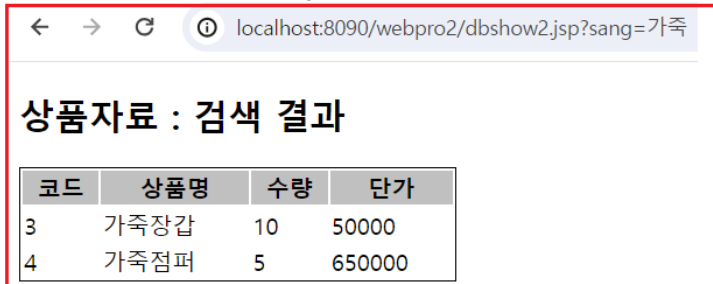 localhost:8090/webpro2/dbshow2.jsp?sang=가죽
상품자료 : 검색 결과
코드 상품명 수량 단가
3 가죽장갑 10 50000
4 가죽점퍼 5 650000